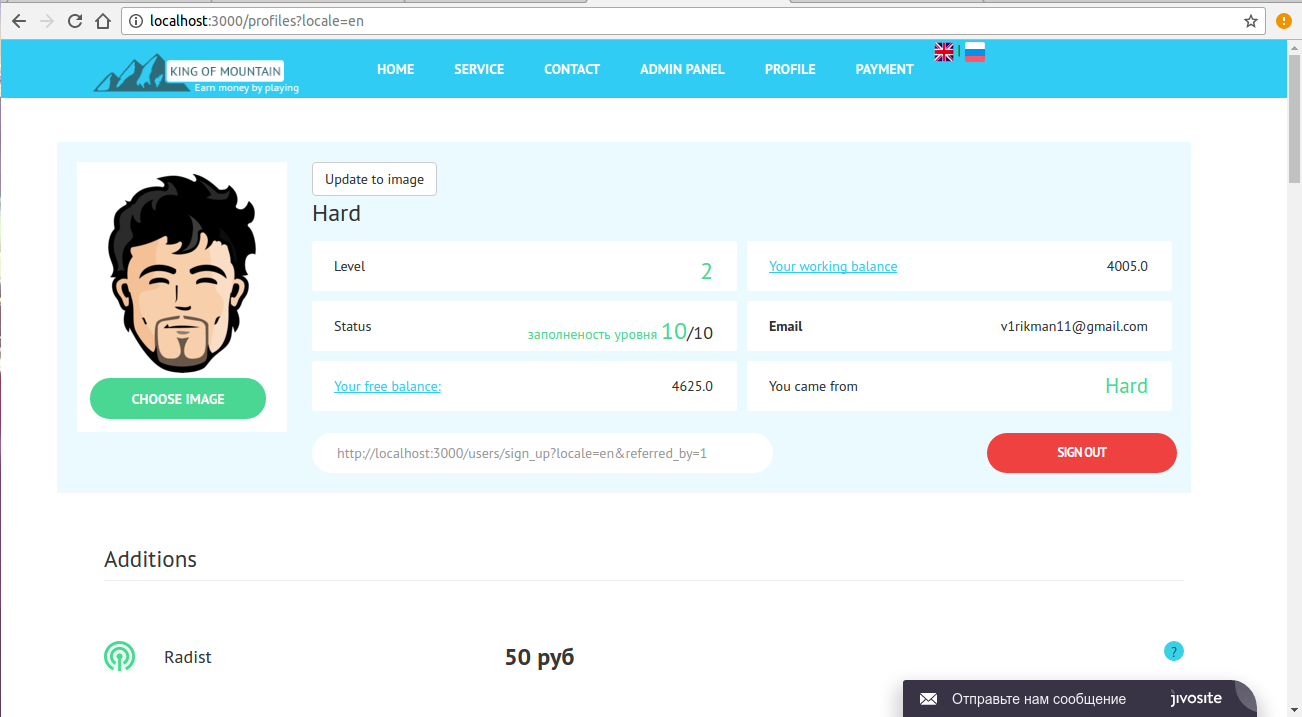 localhost:3000/profiles?locale=en
KING OF MOUNTAIN
Earn money by playing
HOME SERVICE CONTACT ADMIN PANEL PROFILE PAYMENT |
Update to image
Hard
Level 2
Your working balance 4005.0
Status заполненость уровня 10/10
Email v1rikman11@gmail.com
Your free balance: 4625.0
You came from Hard
CHOOSE IMAGE
http://localhost:3000/users/sign_up?locale=en&referred_by=1
SIGN OUT
Additions
Radist 50 руб ?
Отправьте нам сообщение jivosite